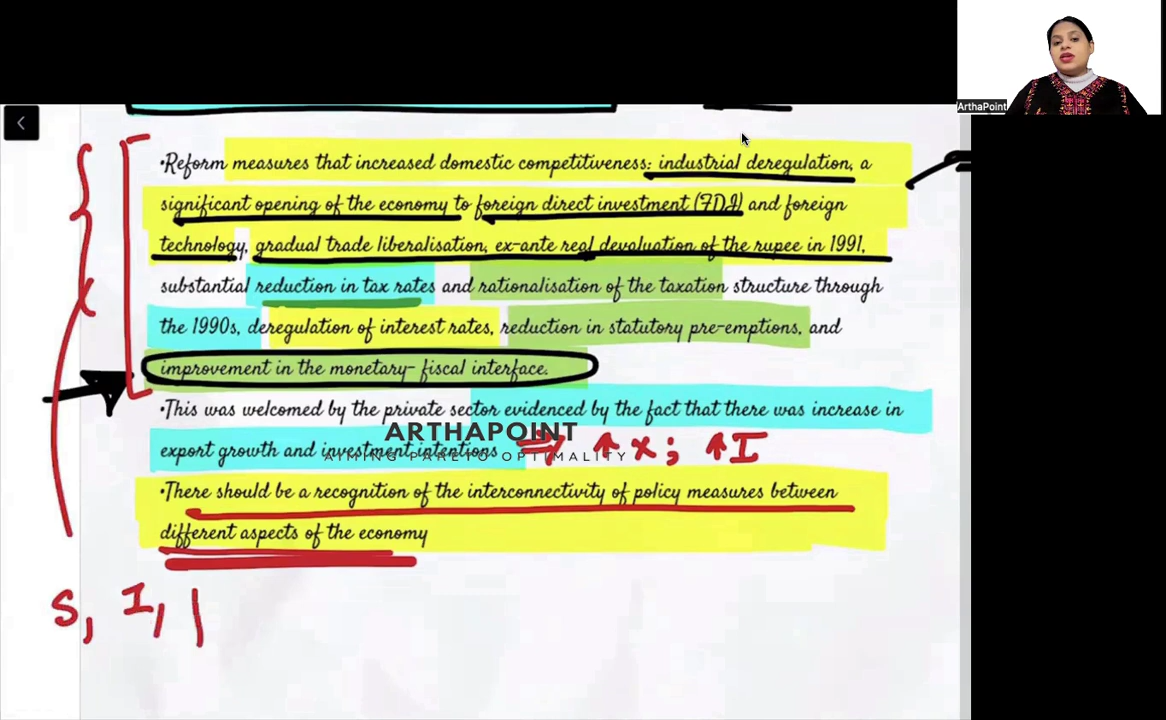 ArthaPoint
•Reform measures that increased domestic competitiveness: industrial deregulation, a
significant opening of the economy to foreign direct investment (FDI) and foreign
technology, gradual trade liberalisation, ex-ante real devaluation of the rupee in 1991,
substantial reduction in tax rates and rationalisation of the taxation structure through
the 1990s, deregulation of interest rates, reduction in statutory pre-emptions, and
improvement in the monetary- fiscal interface.
•This was welcomed by the private sector evidenced by the fact that there was increase in
ARTHAPOINT
export growth and investment intentions ⇒ ↑ X ; ↑ I
AIMING PARETO OPTIMALITY
•There should be a recognition of the interconnectivity of policy measures between
different aspects of the economy
S, I,